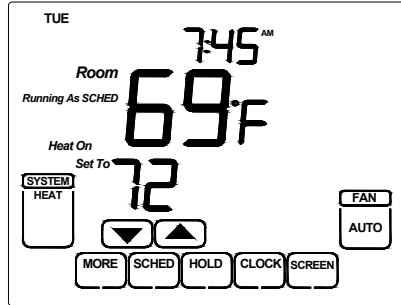 TUE
7:45 AM
Room
Running As SCHED
69°F
Heat On
Set To 72
SYSTEM
HEAT
FAN
AUTO
MORE SCHED HOLD CLOCK SCREEN